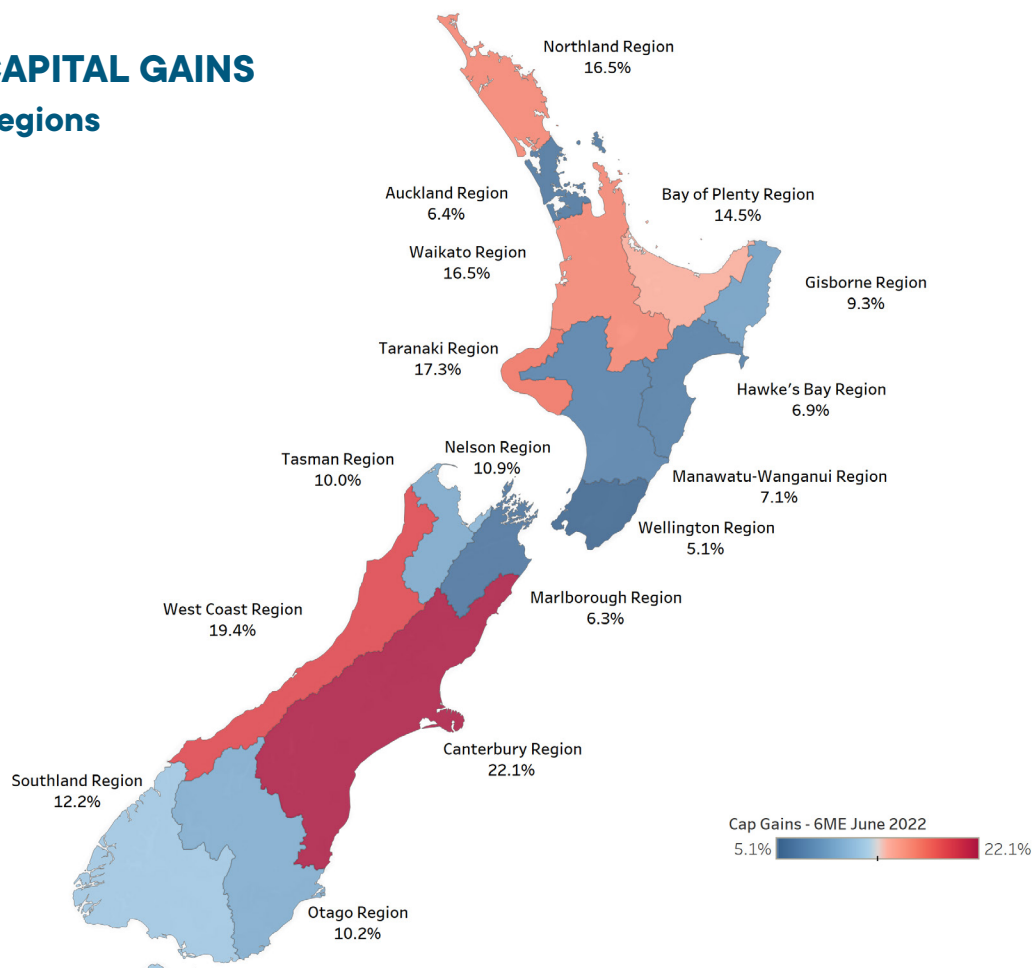 CAPITAL GAINS
egions
Northland Region
16.5%
Auckland Region
6.4%
Bay of Plenty Region
14.5%
Waikato Region
16.5%
Gisborne Region
9.3%
Taranaki Region
17.3%
Hawke's Bay Region
6.9%
Nelson Region
10.9%
Tasman Region
10.0%
Manawatu-Wanganui Region
7.1%
Wellington Region
5.1%
Marlborough Region
6.3%
West Coast Region
19.4%
Canterbury Region
22.1%
Southland Region
12.2%
Otago Region
10.2%
Cap Gains - 6ME June 2022
5.1% 22.1%